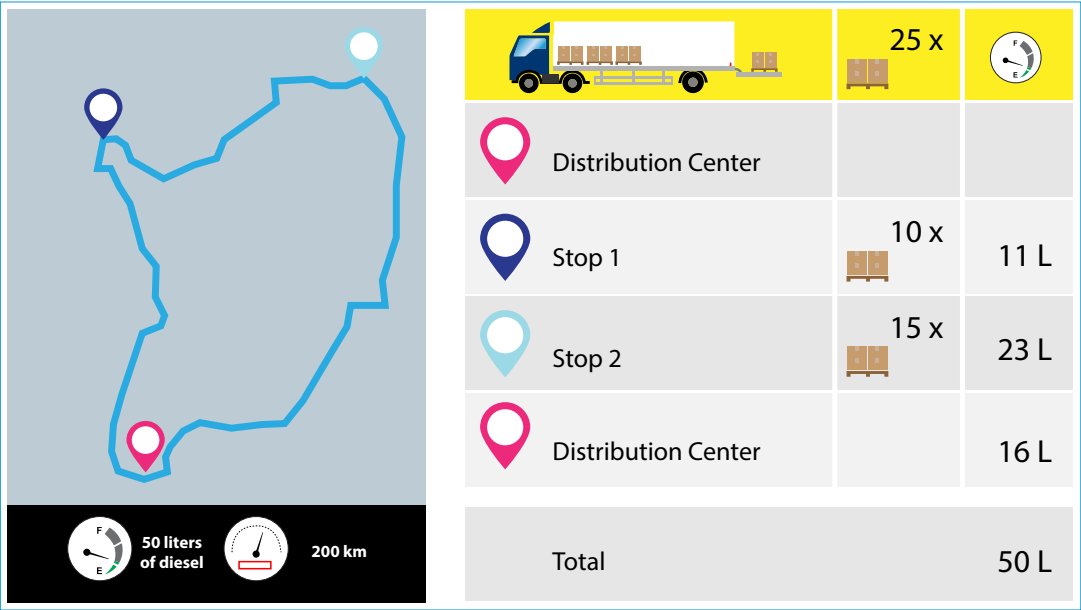 50 liters
of diesel
200 km
F
E
25 x
F
E
Distribution Center
Stop 1
10 x
11 L
Stop 2
15 x
23 L
Distribution Center
16 L
Total
50 L